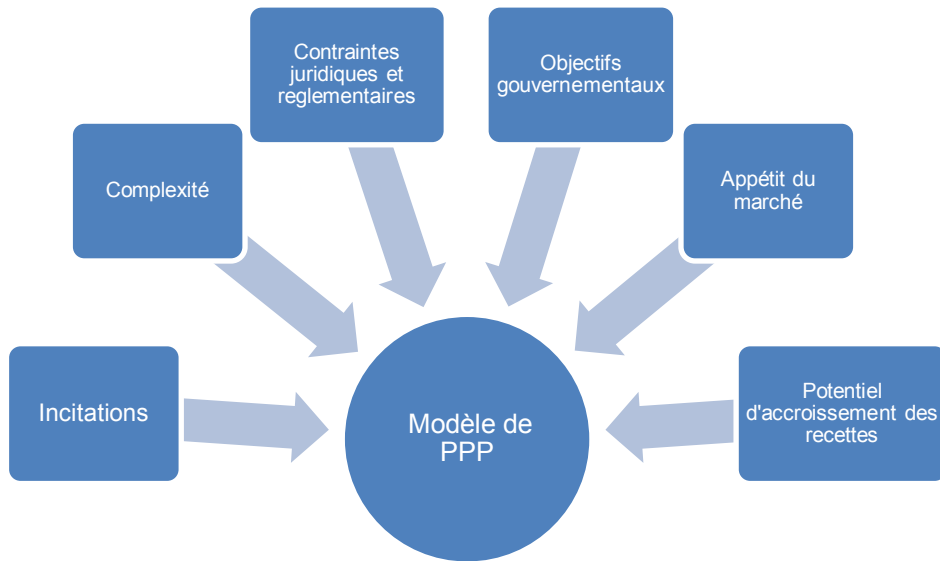 Contraintes
juridiques et
reglementaires
Objectifs
gouvernementaux
Complexité
Appétit du
marché
Incitations
Modèle de
PPP
Potentiel
d'accroissement des
recettes